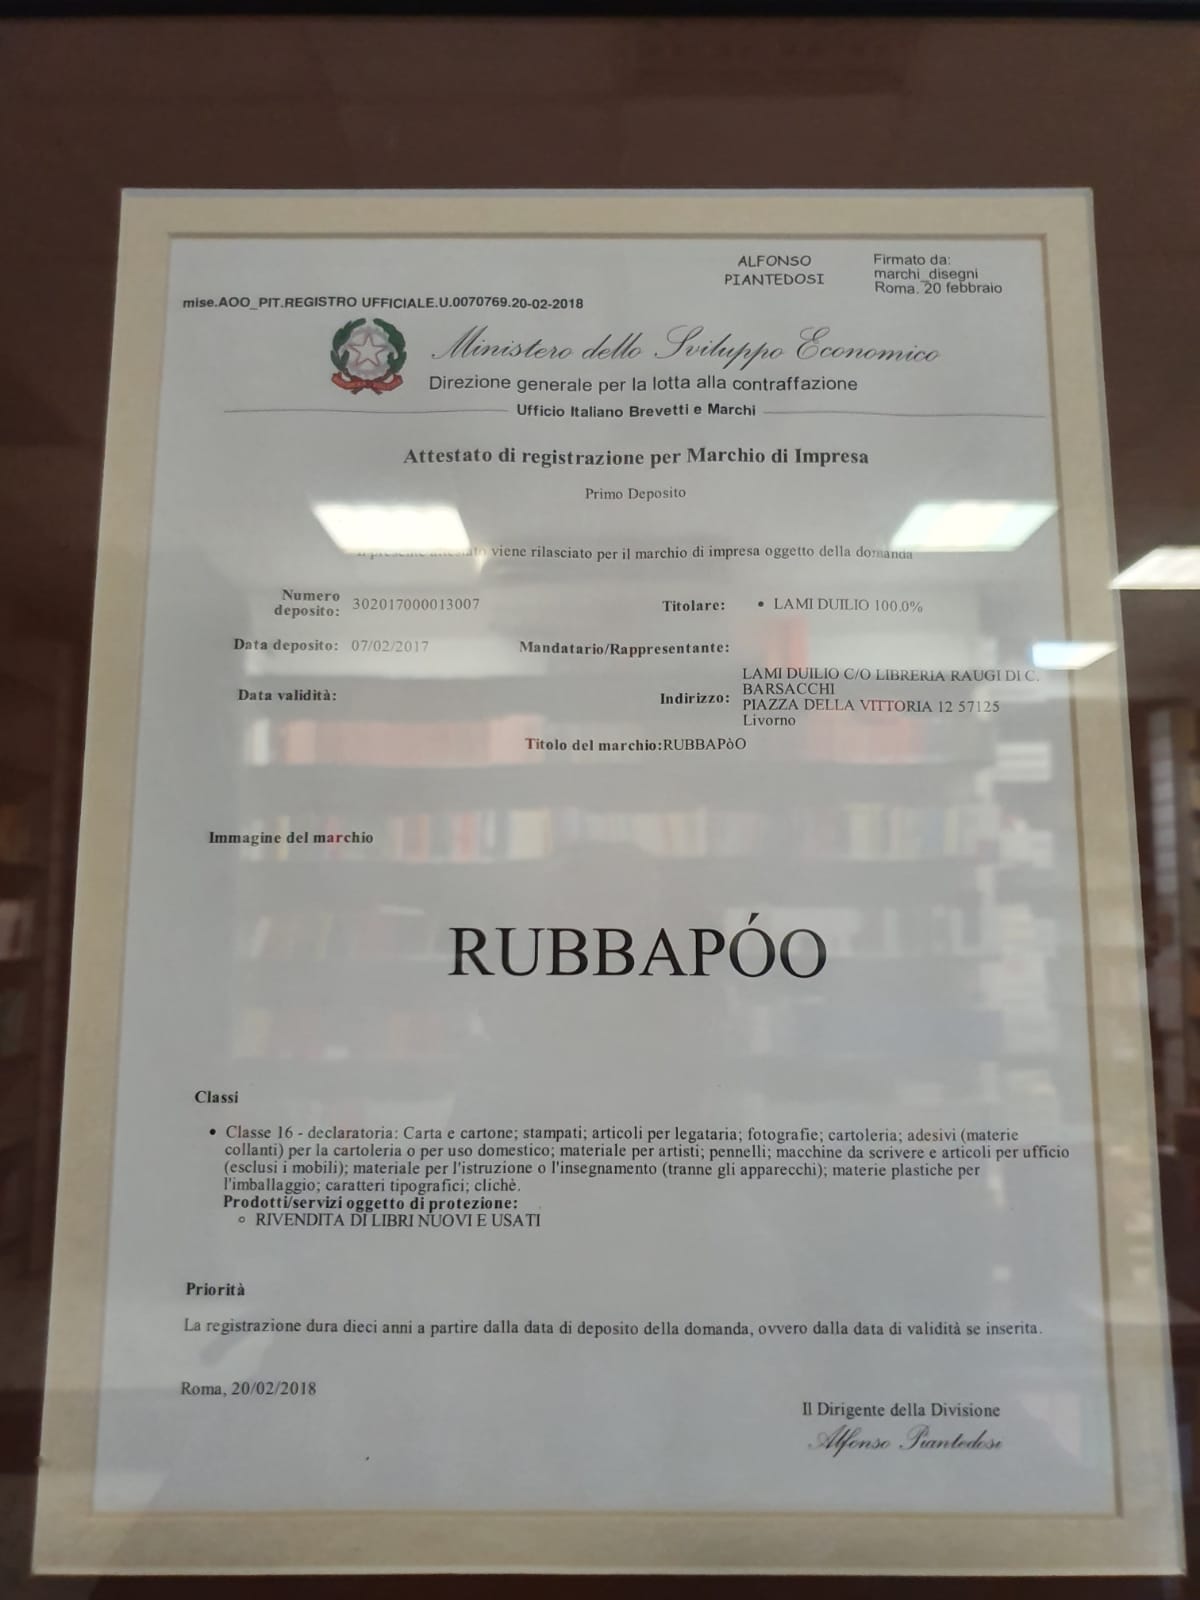 ALFONSO
PIANTEDOSI
Firmato da:
marchi_disegni
Roma. 20 febbraio
mise.AOO_PIT.REGISTRO UFFICIALE.U.0070769.20-02-2018
Ministero dello Sviluppo Economico
Direzione generale per la lotta alla contraffazione
Ufficio Italiano Brevetti e Marchi
Attestato di registrazione per Marchio di Impresa
Primo Deposito
viene rilasciato per il marchio di impresa oggetto della domanda
Numero
deposito: 302017000013007
Titolare: • LAMI DUILIO 100.0%
Data deposito: 07/02/2017
Mandatario/Rappresentante:
Data validità:
Indirizzo: LAMI DUILIO C/O LIBRERIA RAUGI DI C.
BARSACCHI
PIAZZA DELLA VITTORIA 12 57125
Livorno
Titolo del marchio:RUBBAPòO
Immagine del marchio
RUBBAPÓO
Classi
• Classe 16 - declaratoria: Carta e cartone; stampati; articoli per legataria; fotografie; cartoleria; adesivi (materie
collanti) per la cartoleria o per uso domestico; materiale per artisti; pennelli; macchine da scrivere e articoli per ufficio
(esclusi i mobili); materiale per l'istruzione o l'insegnamento (tranne gli apparecchi); materie plastiche per
l'imballaggio; caratteri tipografici; clichè.
Prodotti/servizi oggetto di protezione:
○ RIVENDITA DI LIBRI NUOVI E USATI
Priorità
La registrazione dura dieci anni a partire dalla data di deposito della domanda, ovvero dalla data di validità se inserita.
Roma, 20/02/2018
Il Dirigente della Divisione
Alfonso Piantedosi